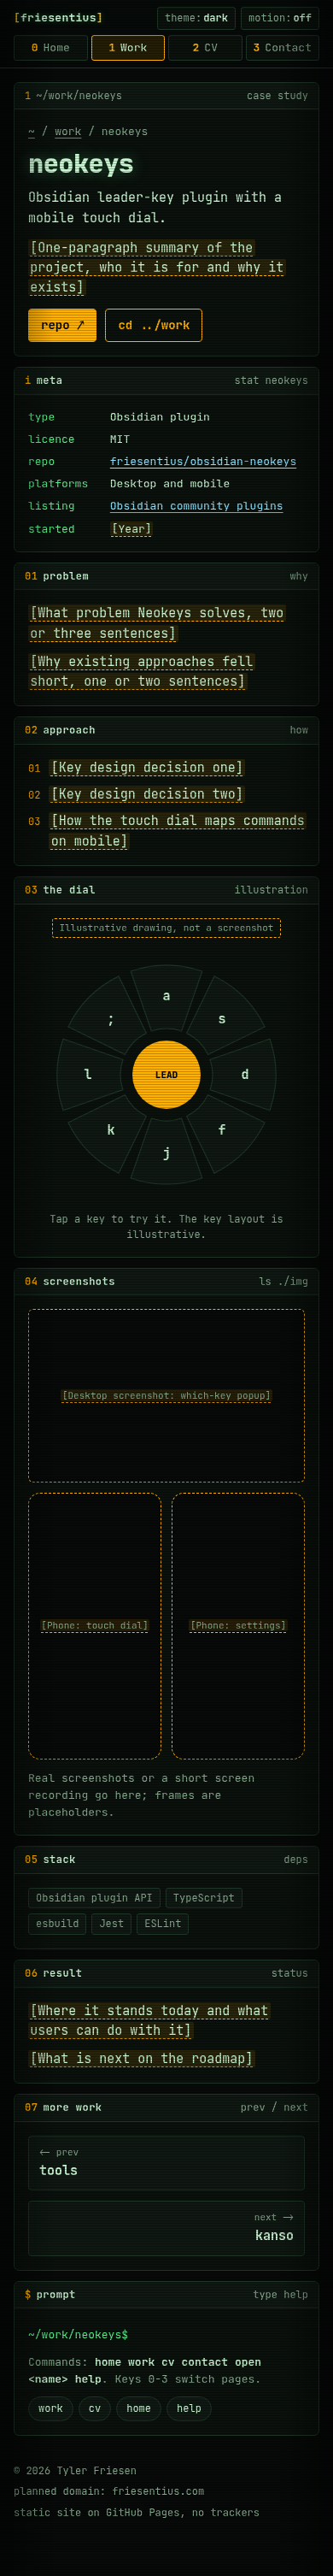 [friesentius] theme:dark motion:off
0 Home 1 Work 2 CV 3 Contact
1 ~/work/neokeys case study
~ / work / neokeys
neokeys
Obsidian leader-key plugin with a
mobile touch dial.
[One-paragraph summary of the
project, who it is for and why it
exists]
repo ↗ cd ../work
i meta stat neokeys
type Obsidian plugin
licence MIT
repo friesentius/obsidian-neokeys
platforms Desktop and mobile
listing Obsidian community plugins
started [Year]
01 problem why
[What problem Neokeys solves, two
or three sentences]
[Why existing approaches fell
short, one or two sentences]
02 approach how
01 [Key design decision one]
02 [Key design decision two]
03 [How the touch dial maps commands
on mobile]
03 the dial illustration
Illustrative drawing, not a screenshot
a
; s
l LEAD d
k f
j
Tap a key to try it. The key layout is
illustrative.
04 screenshots ls ./img
[Desktop screenshot: which-key popup]
[Phone: touch dial] [Phone: settings]
Real screenshots or a short screen
recording go here; frames are
placeholders.
05 stack deps
Obsidian plugin API TypeScript
esbuild Jest ESLint
06 result status
[Where it stands today and what
users can do with it]
[What is next on the roadmap]
07 more work prev / next
← prev
tools
next →
kanso
$ prompt type help
~/work/neokeys$
Commands: home work cv contact open
<name> help. Keys 0-3 switch pages.
work cv home help
© 2026 Tyler Friesen
planned domain: friesentius.com
static site on GitHub Pages, no trackers